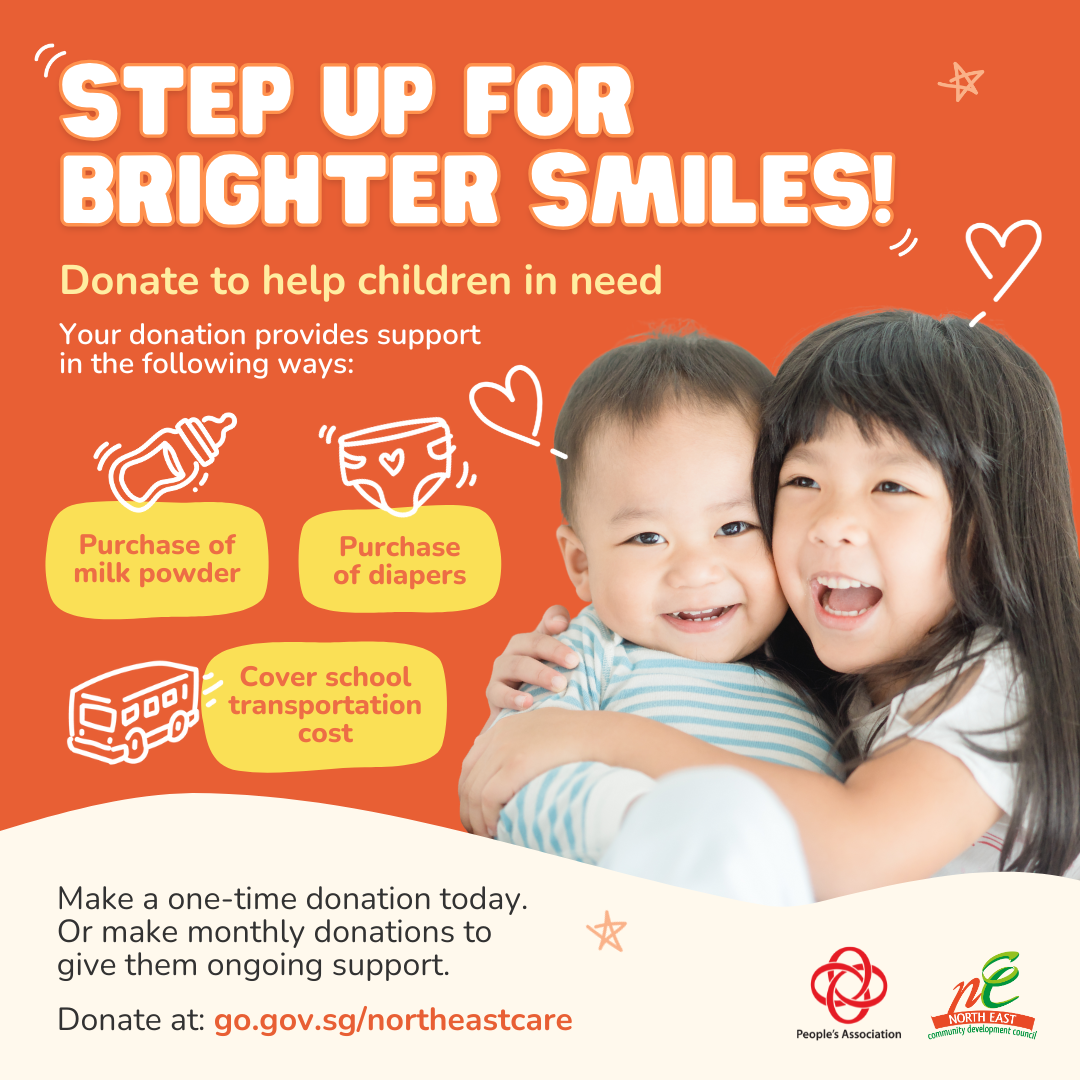 STEP UP FOR
BRIGHTER SMILES!
Donate to help children in need
Your donation provides support
in the following ways:
Purchase of
milk powder
Purchase
of diapers
Cover school
transportation
cost
Make a one-time donation today.
Or make monthly donations to
give them ongoing support.
Donate at: go.gov.sg/northeastcare
People's Association
nE
NORTH EAST
community development council